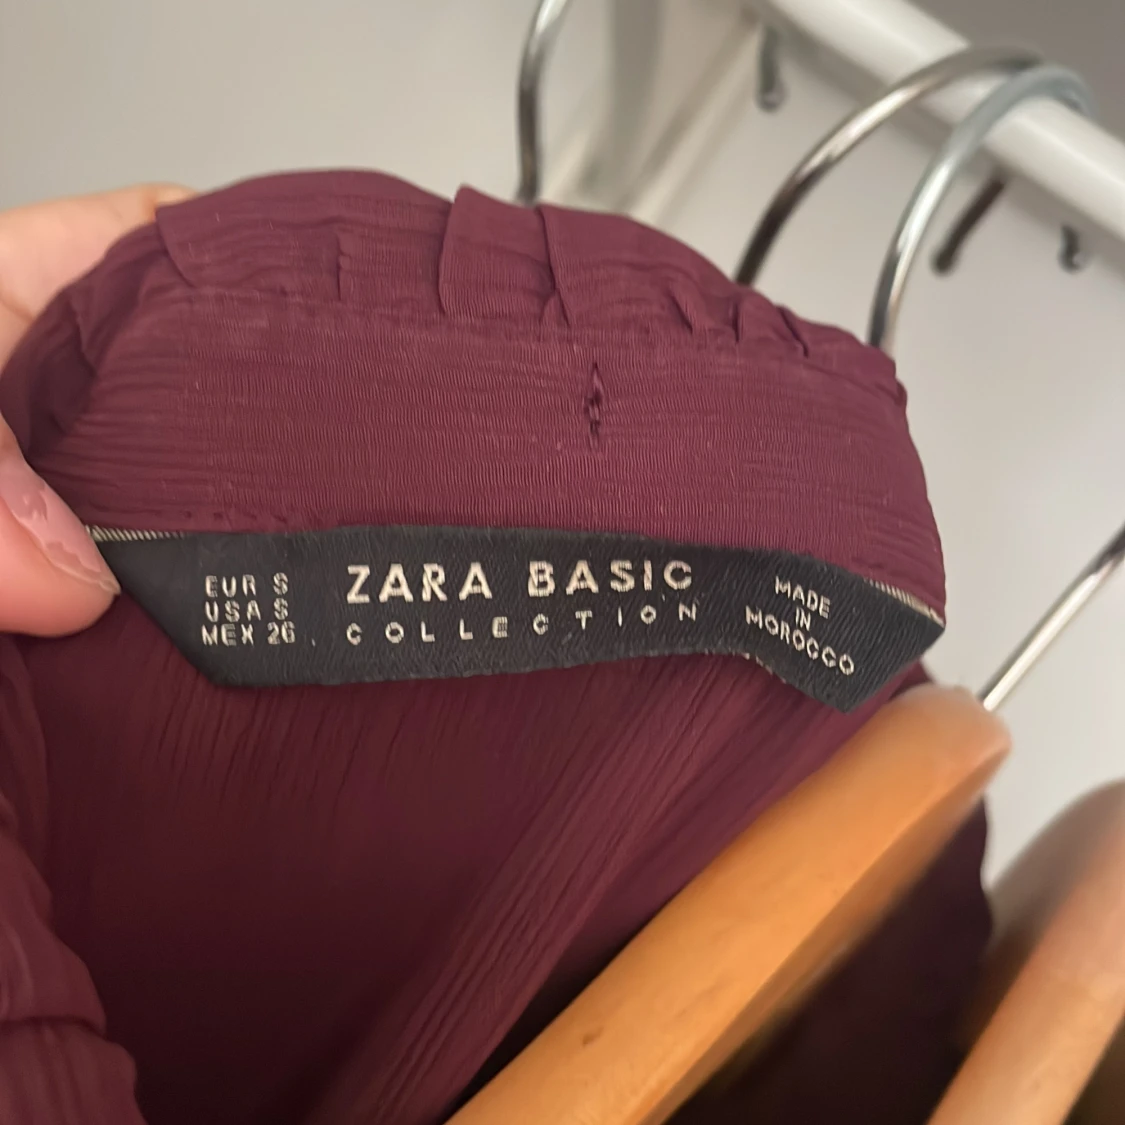 EUR S
USA S
MEX 26
ZARA BASIC
COLLECTION
MADE
IN
MOROCCO